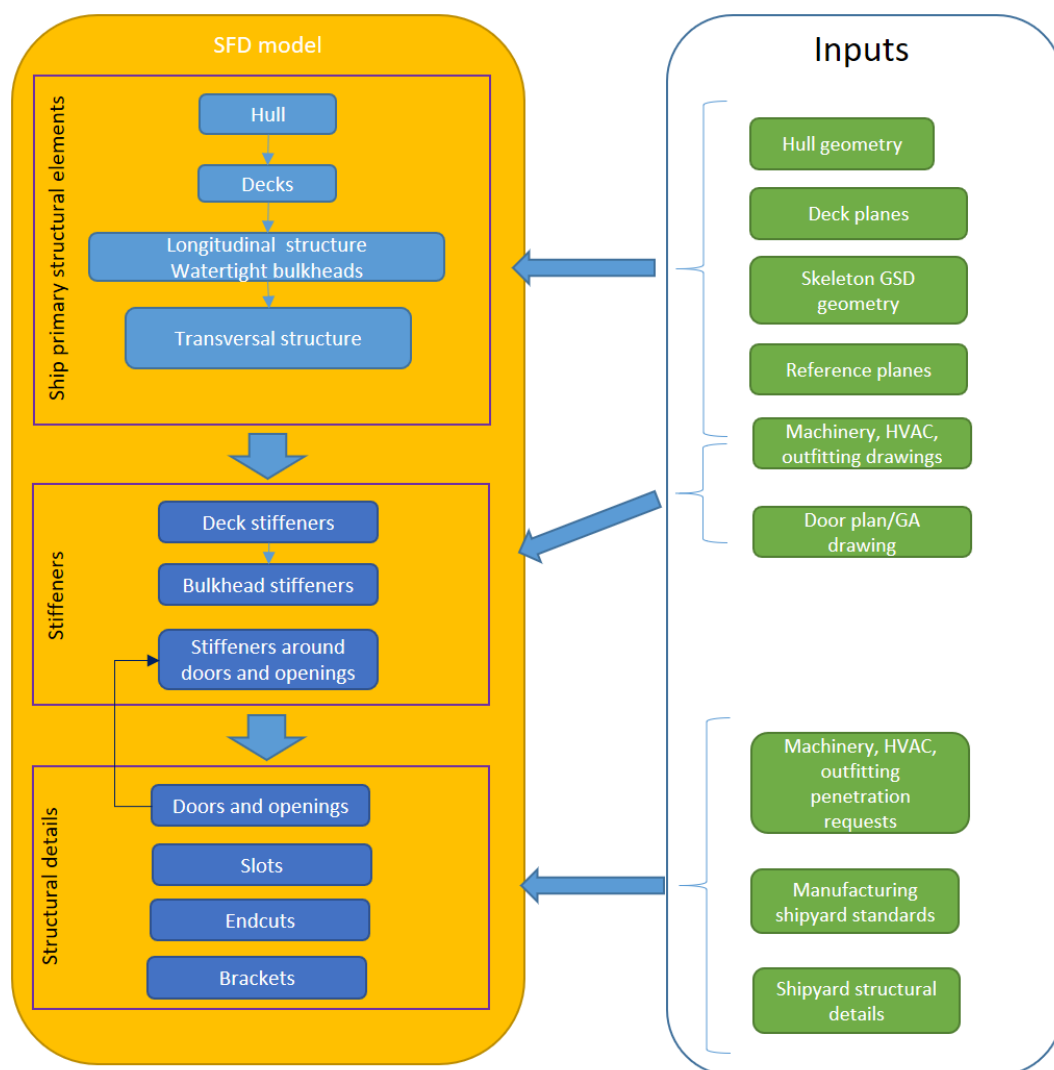 SFD model
Ship primary structural elements
Hull
Decks
Longitudinal structure
Watertight bulkheads
Transversal structure
Stiffeners
Deck stiffeners
Bulkhead stiffeners
Stiffeners around
doors and openings
Structural details
Doors and openings
Slots
Endcuts
Brackets
Inputs
Hull geometry
Deck planes
Skeleton GSD
geometry
Reference planes
Machinery, HVAC,
outfitting drawings
Door plan/GA
drawing
Machinery, HVAC,
outfitting
penetration
requests
Manufacturing
shipyard standards
Shipyard structural
details